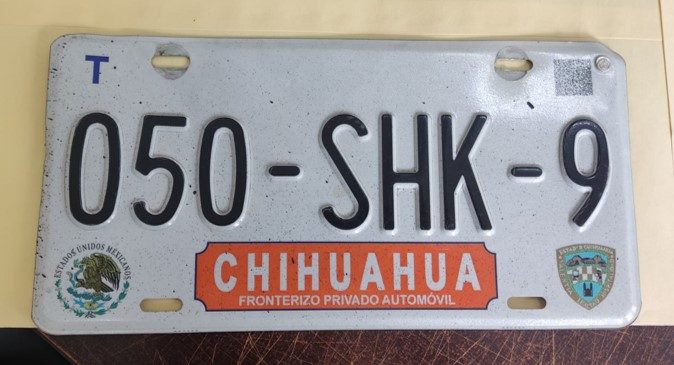 T
050-SHK-9
ESTADOS UNIDOS MEXICANOS
CHIHUAHUA
FRONTERIZO PRIVADO AUTOMÓVIL